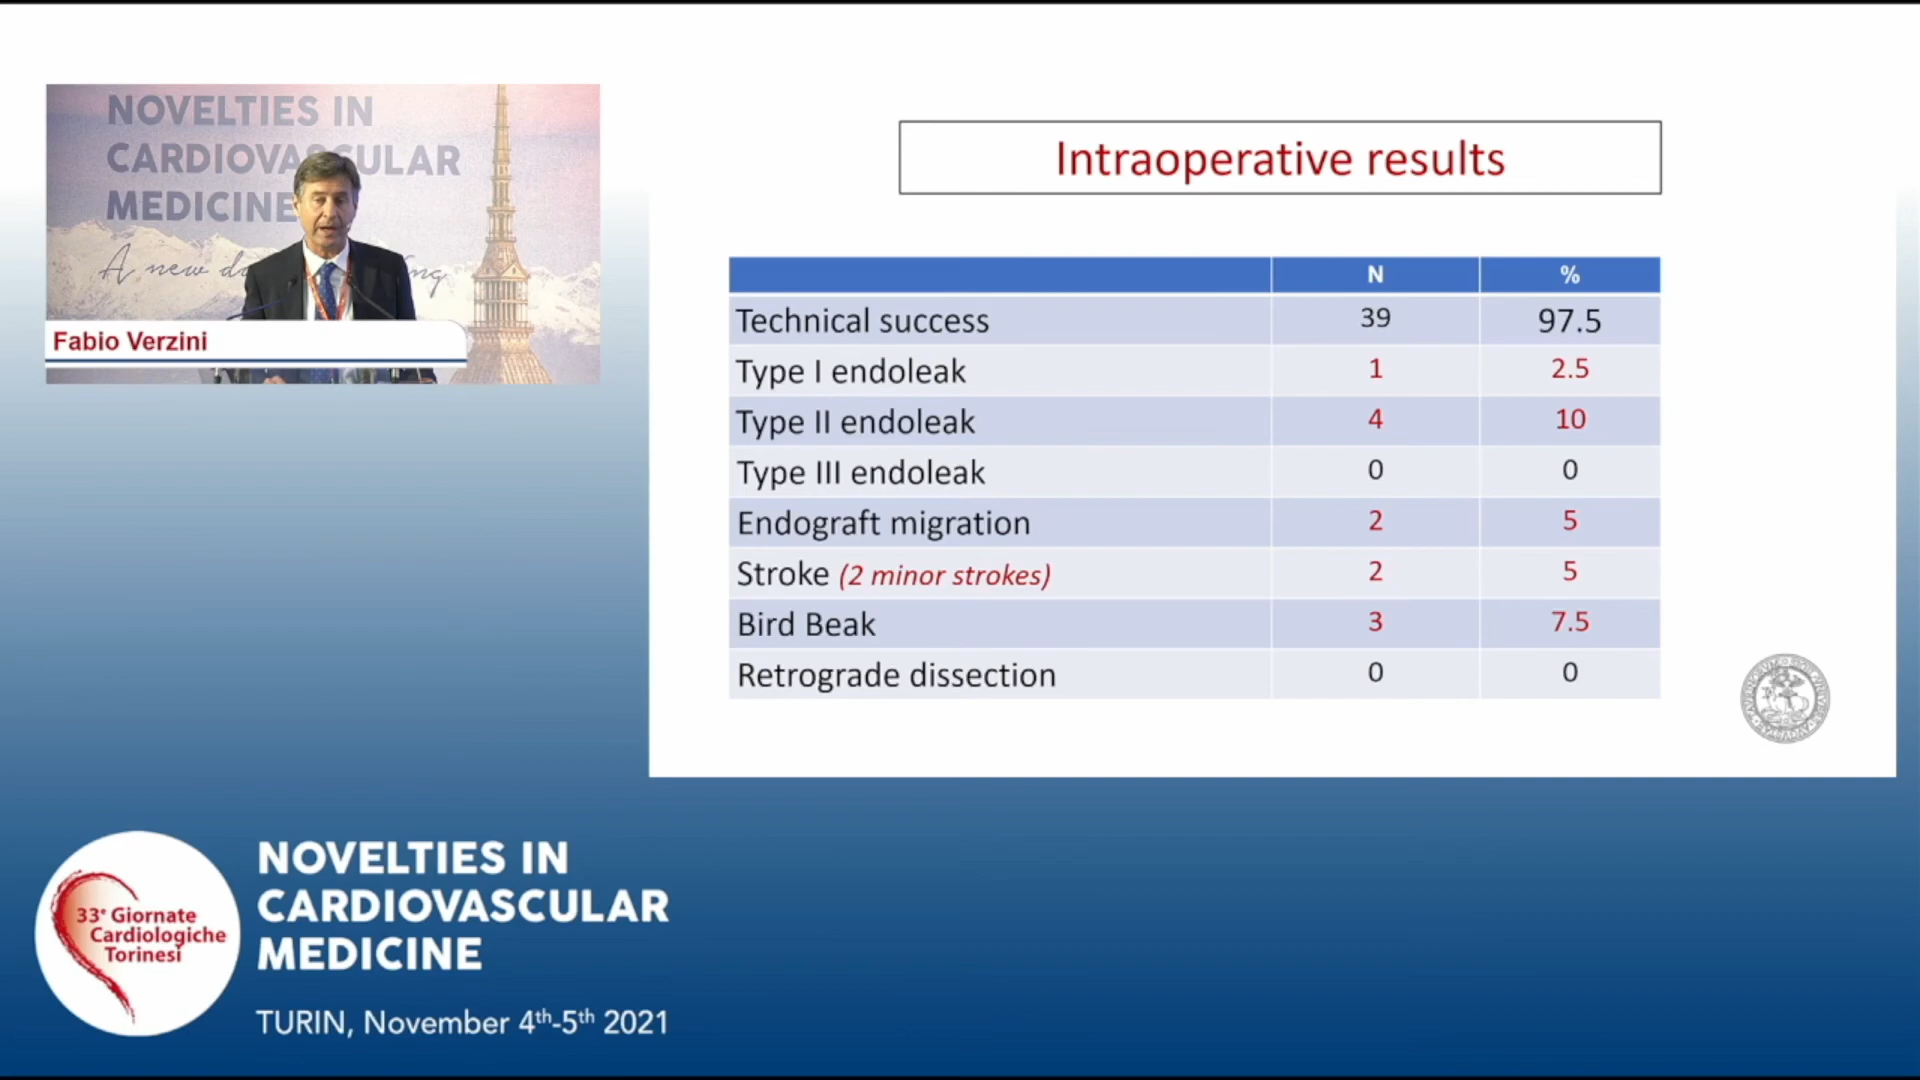 NOVELTIES IN
CARDIOVASCULAR
MEDICINE
A new
Fabio Verzini
Intraoperative results
N %
Technical success 39 97.5
Type I endoleak 1 2.5
Type II endoleak 4 10
Type III endoleak 0 0
Endograft migration 2 5
Stroke (2 minor strokes) 2 5
Bird Beak 3 7.5
Retrograde dissection 0 0
33e Giornate
Cardiologiche
Torinesi
NOVELTIES IN
CARDIOVASCULAR
MEDICINE
TURIN, November 4th-5th 2021